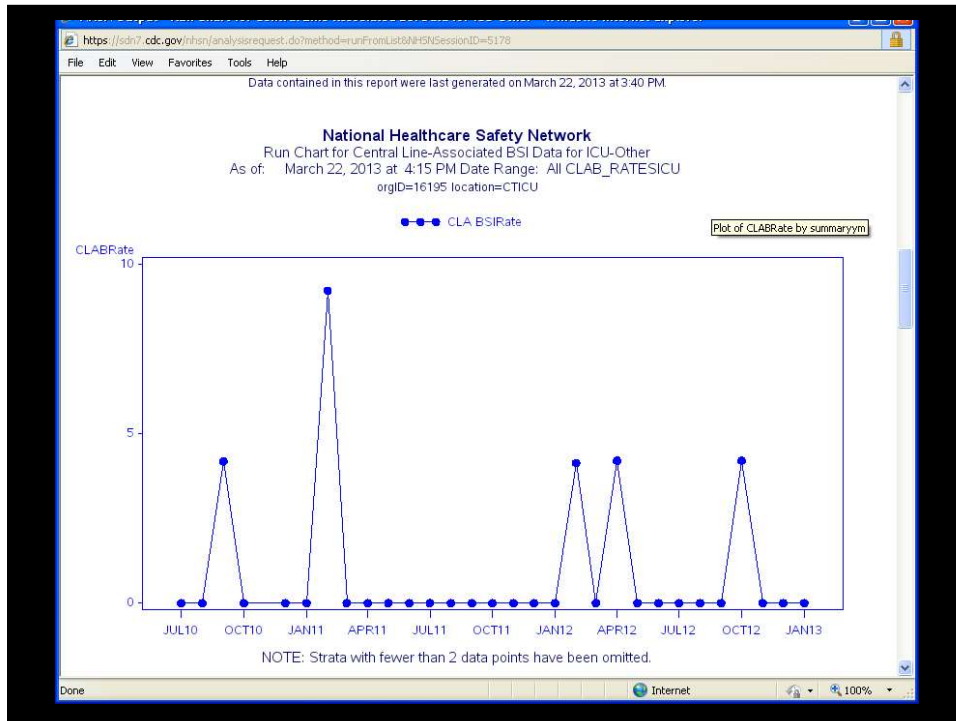 https://sdn7.cdc.gov/nhsn/analysisrequest.do?method=runFromList&NHSNSessionID=5178
File Edit View Favorites Tools Help
Data contained in this report were last generated on March 22, 2013 at 3:40 PM.
National Healthcare Safety Network
Run Chart for Central Line-Associated BSI Data for ICU-Other
As of: March 22, 2013 at 4:15 PM Date Range: All CLAB_RATESICU
orgID=16195 location=CTICU
CLA BSIRate
Plot of CLABRate by summaryym
CLABRate
10
5
0
JUL10 OCT10 JAN11 APR11 JUL11 OCT11 JAN12 APR12 JUL12 OCT12 JAN13
NOTE: Strata with fewer than 2 data points have been omitted.
Done Internet 100%